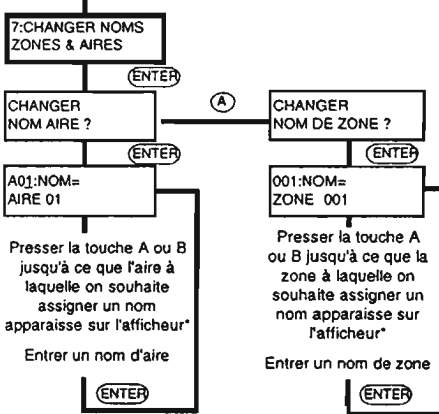 7:CHANGER NOMS
ZONES & AIRES
ENTER
CHANGER
NOM AIRE ?
A
CHANGER
NOM DE ZONE ?
ENTER
ENTER
A01:NOM=
AIRE 01
001:NOM=
ZONE 001
Presser la touche A ou B
jusqu'à ce que l'aire à
laquelle on souhaite
assigner un nom
apparaisse sur l'afficheur*
Entrer un nom d'aire
ENTER
Presser la touche A
ou B jusqu'à ce que la
zone à laquelle on
souhaite assigner un
nom apparaisse sur
l'afficheur*
Entrer un nom de zone
ENTER